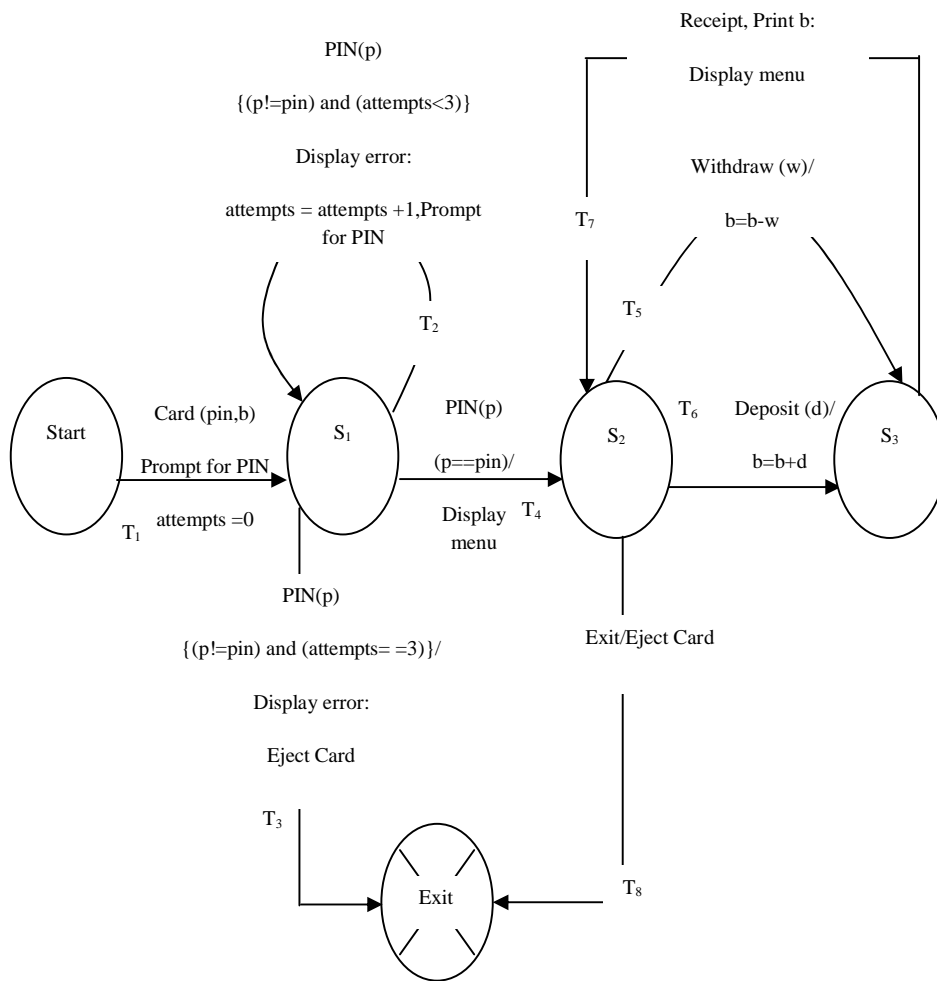 Receipt, Print b:
Display menu
PIN(p)
{(p!=pin) and (attempts<3)}
Display error:
attempts = attempts +1,Prompt
for PIN
Withdraw (w)/
b=b-w
T7
T5
T2
Start
Card (pin,b)
Prompt for PIN
attempts =0
T1
S1
PIN(p)
(p==pin)/
Display
menu
T4
S2
T6
Deposit (d)/
b=b+d
S3
PIN(p)
{(p!=pin) and (attempts= =3)}/
Display error:
Eject Card
T3
Exit/Eject Card
T8
Exit